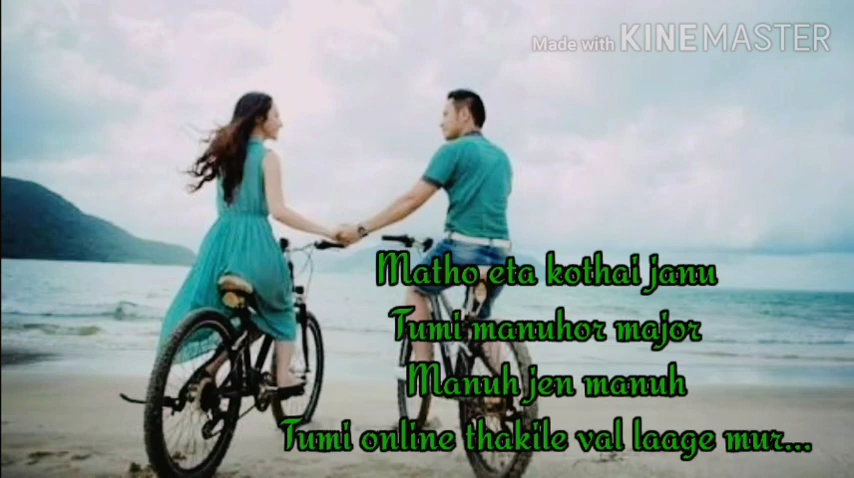 Made with KINEMASTER
Matho eta kothai janu
Tumi manuhor major
Manuh jen manuh
Tumi online thakile val laage mur...